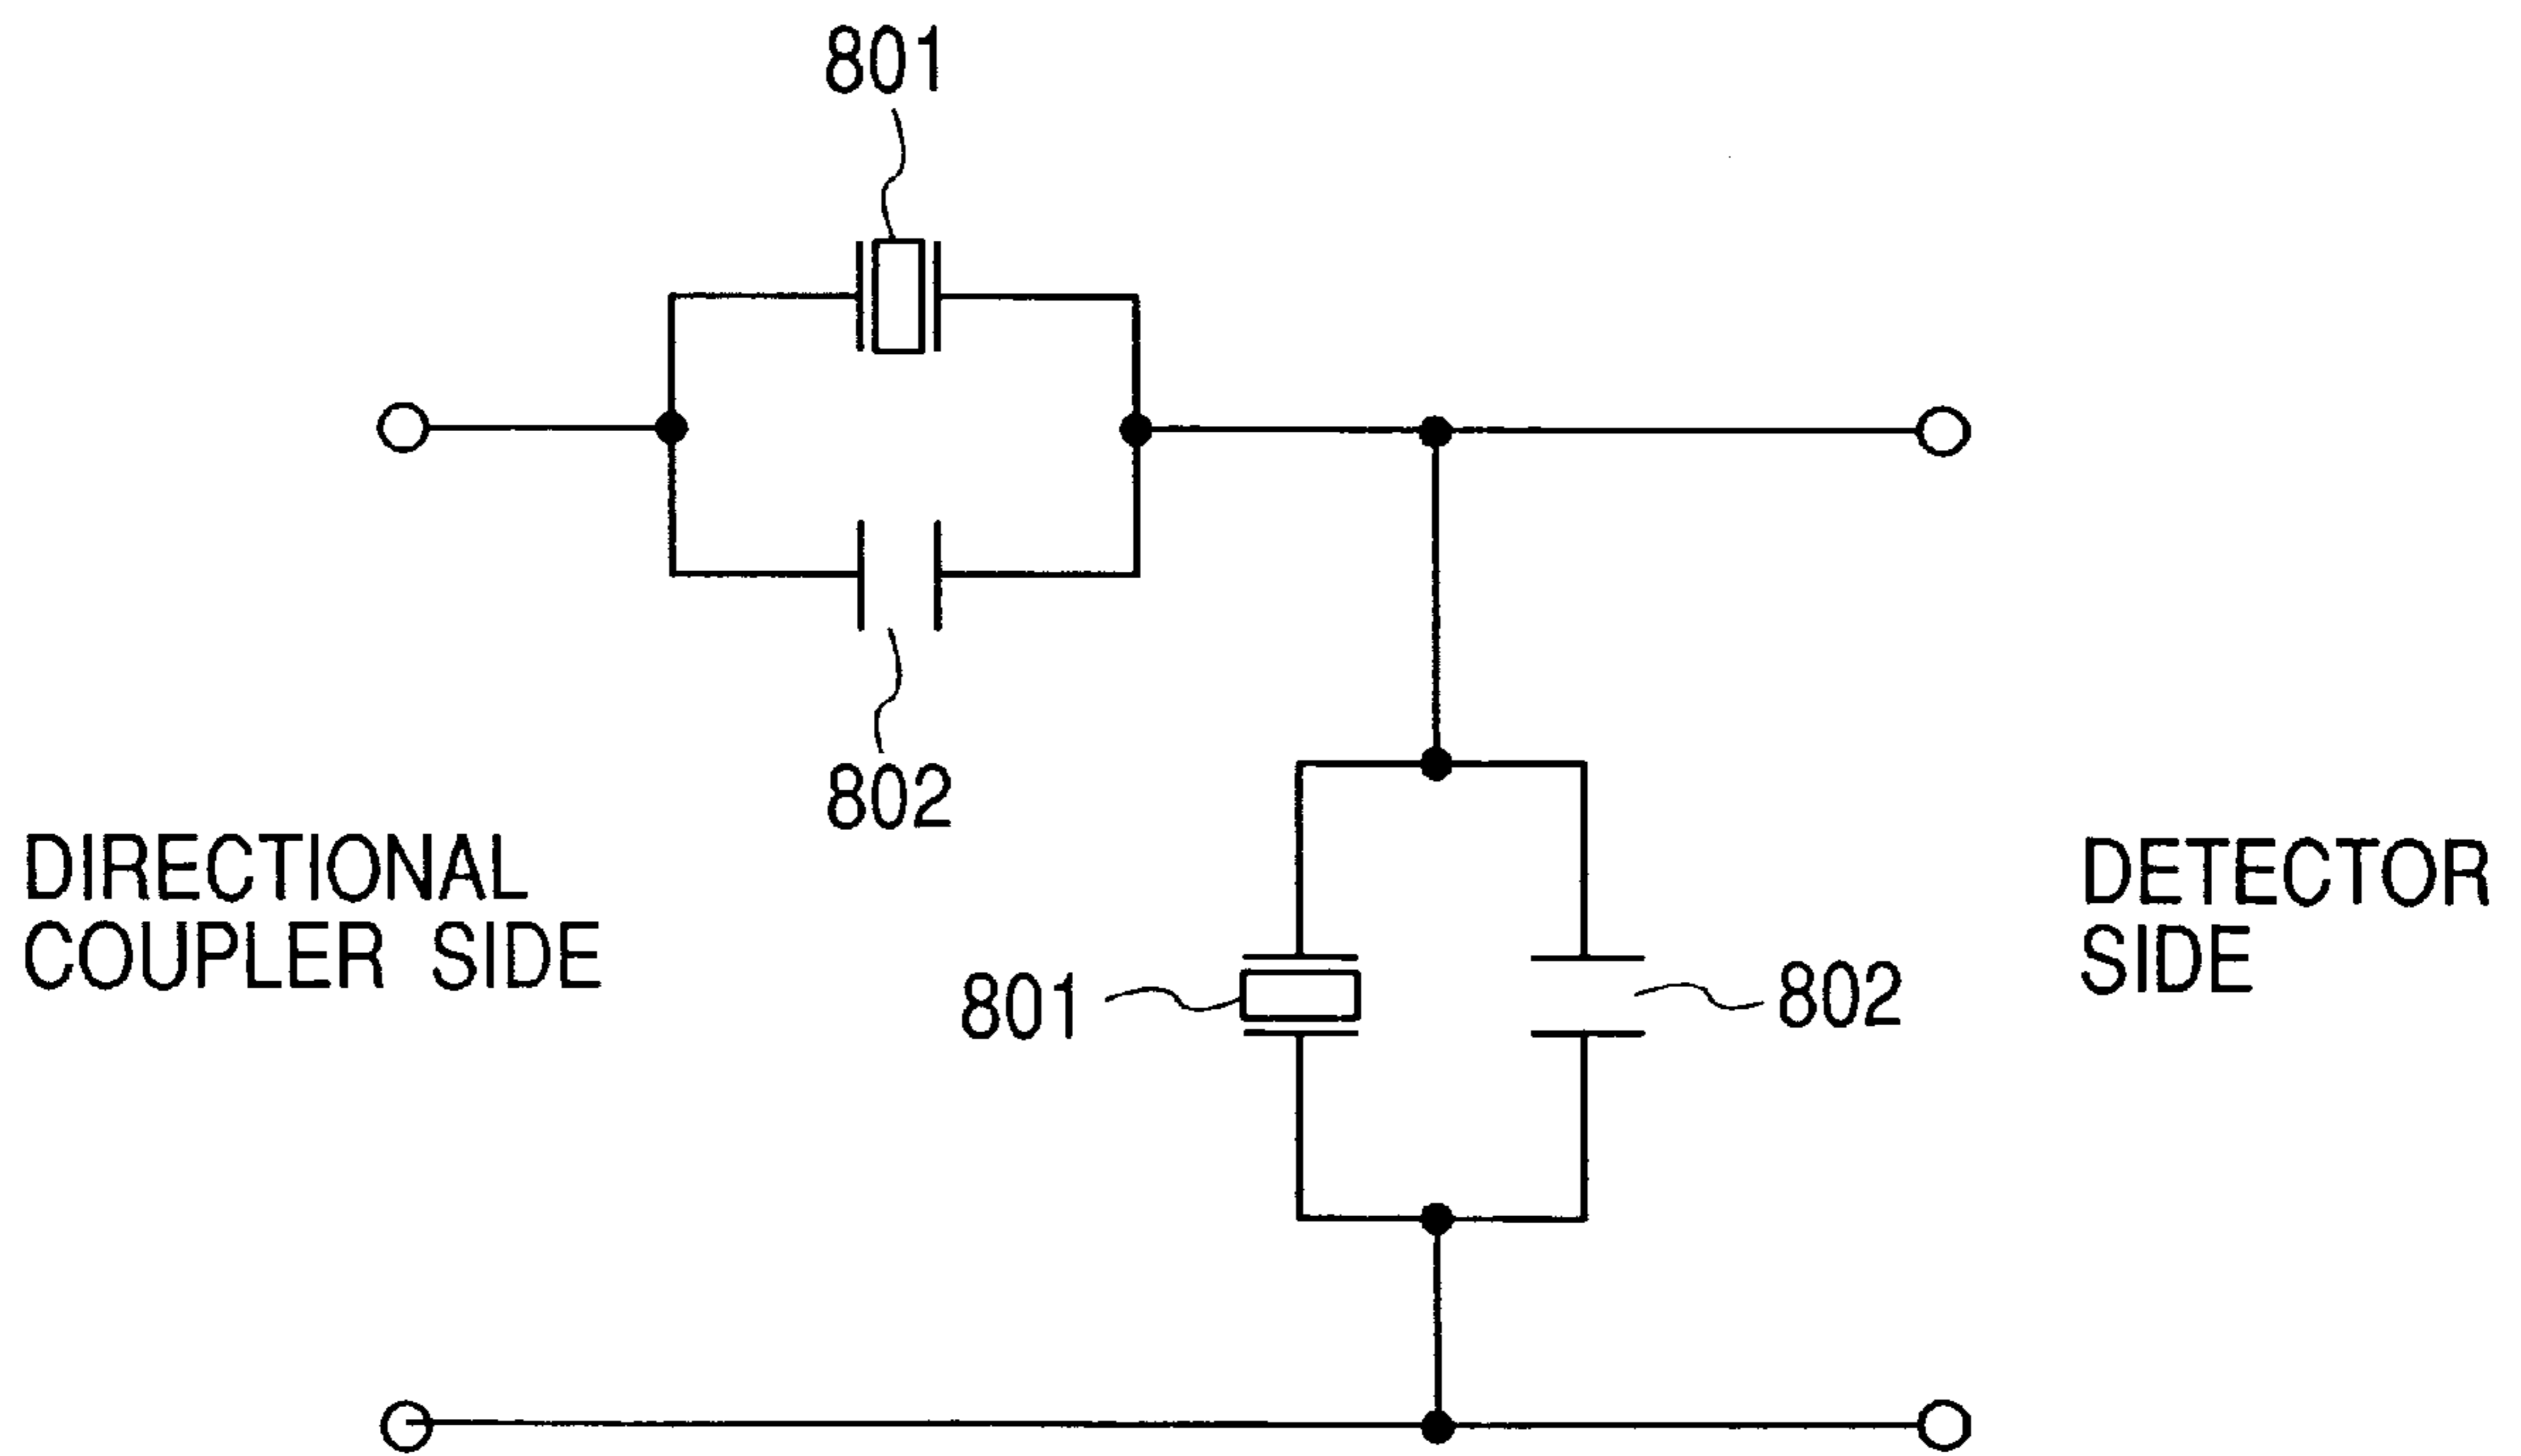 801
802
DIRECTIONAL
COUPLER SIDE
801
802
DETECTOR
SIDE